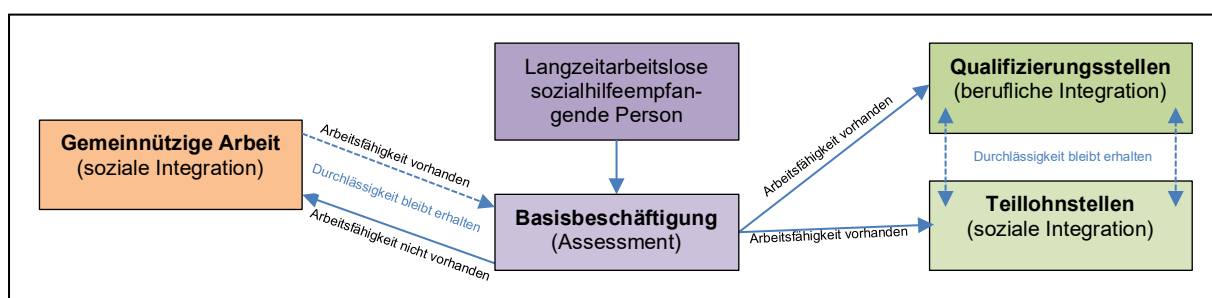 Langzeitarbeitslose
sozialhilfeempfan-
gende Person
Qualifizierungsstellen
(berufliche Integration)
Gemeinnützige Arbeit
(soziale Integration)
Arbeitsfähigkeit vorhanden
Durchlässigkeit bleibt erhalten
Arbeitsfähigkeit nicht vorhanden
Basisbeschäftigung
(Assessment)
Arbeitsfähigkeit vorhanden
Arbeitsfähigkeit vorhanden
Durchlässigkeit bleibt erhalten
Teillohnstellen
(soziale Integration)